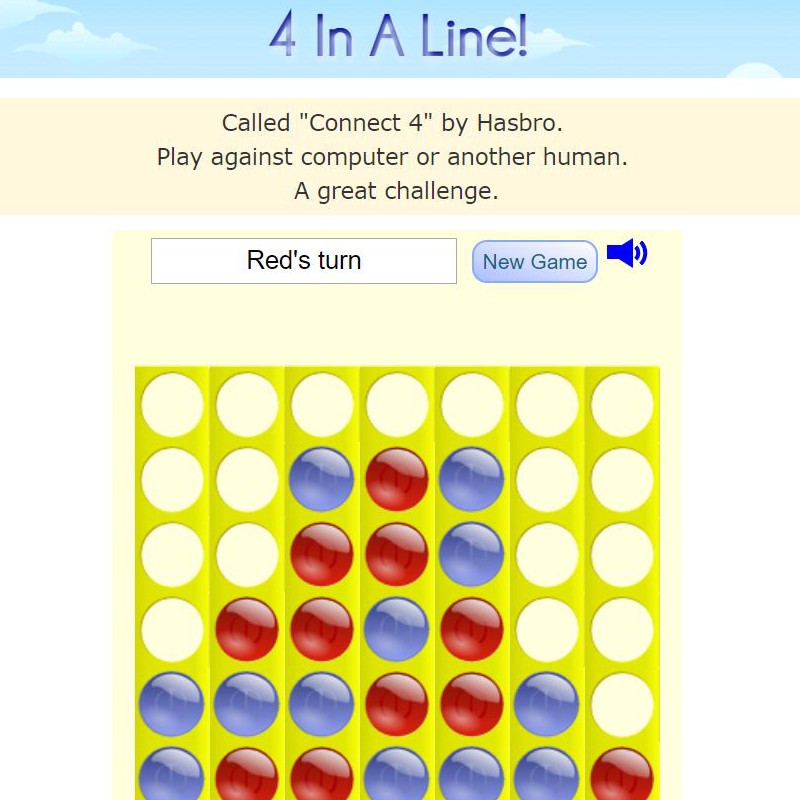 4 In A Line!
Called "Connect 4" by Hasbro.
Play against computer or another human.
A great challenge.
Red's turn
New Game